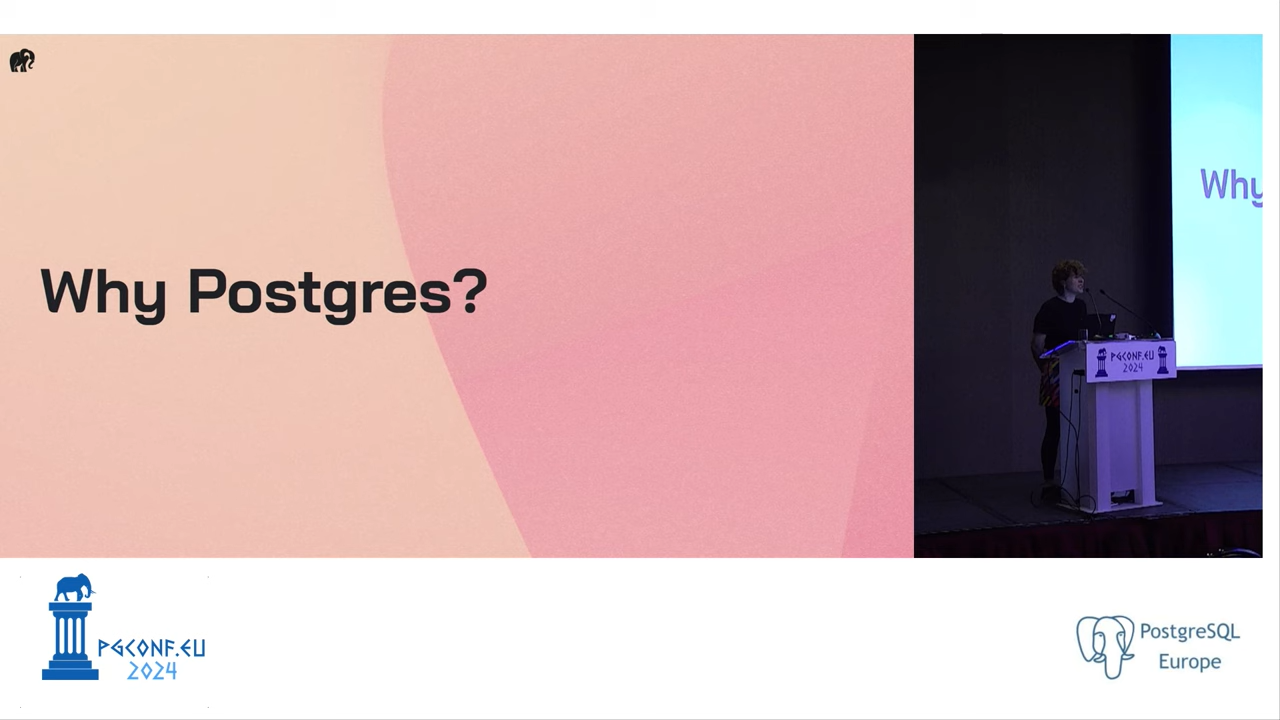 Why Postgres?
Why
PGCONF.EU
2024
PGCONF.EU
2024
PostgreSQL
Europe